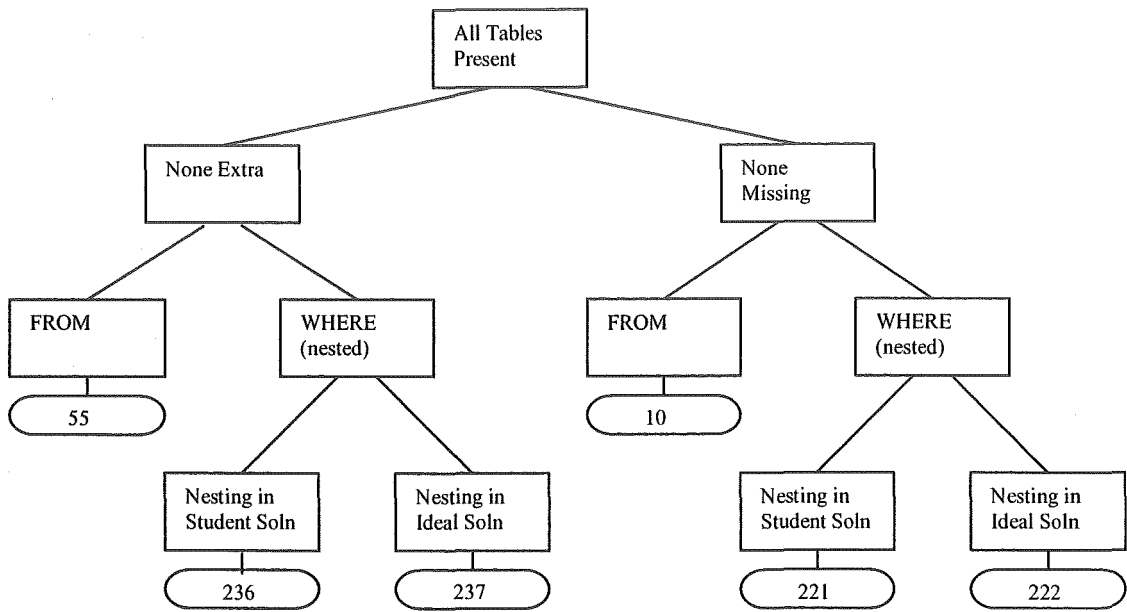 All Tables
Present
None Extra
None
Missing
FROM
WHERE
(nested)
FROM
WHERE
(nested)
55
10
Nesting in
Student Soln
Nesting in
Ideal Soln
Nesting in
Student Soln
Nesting in
Ideal Soln
236
237
221
222